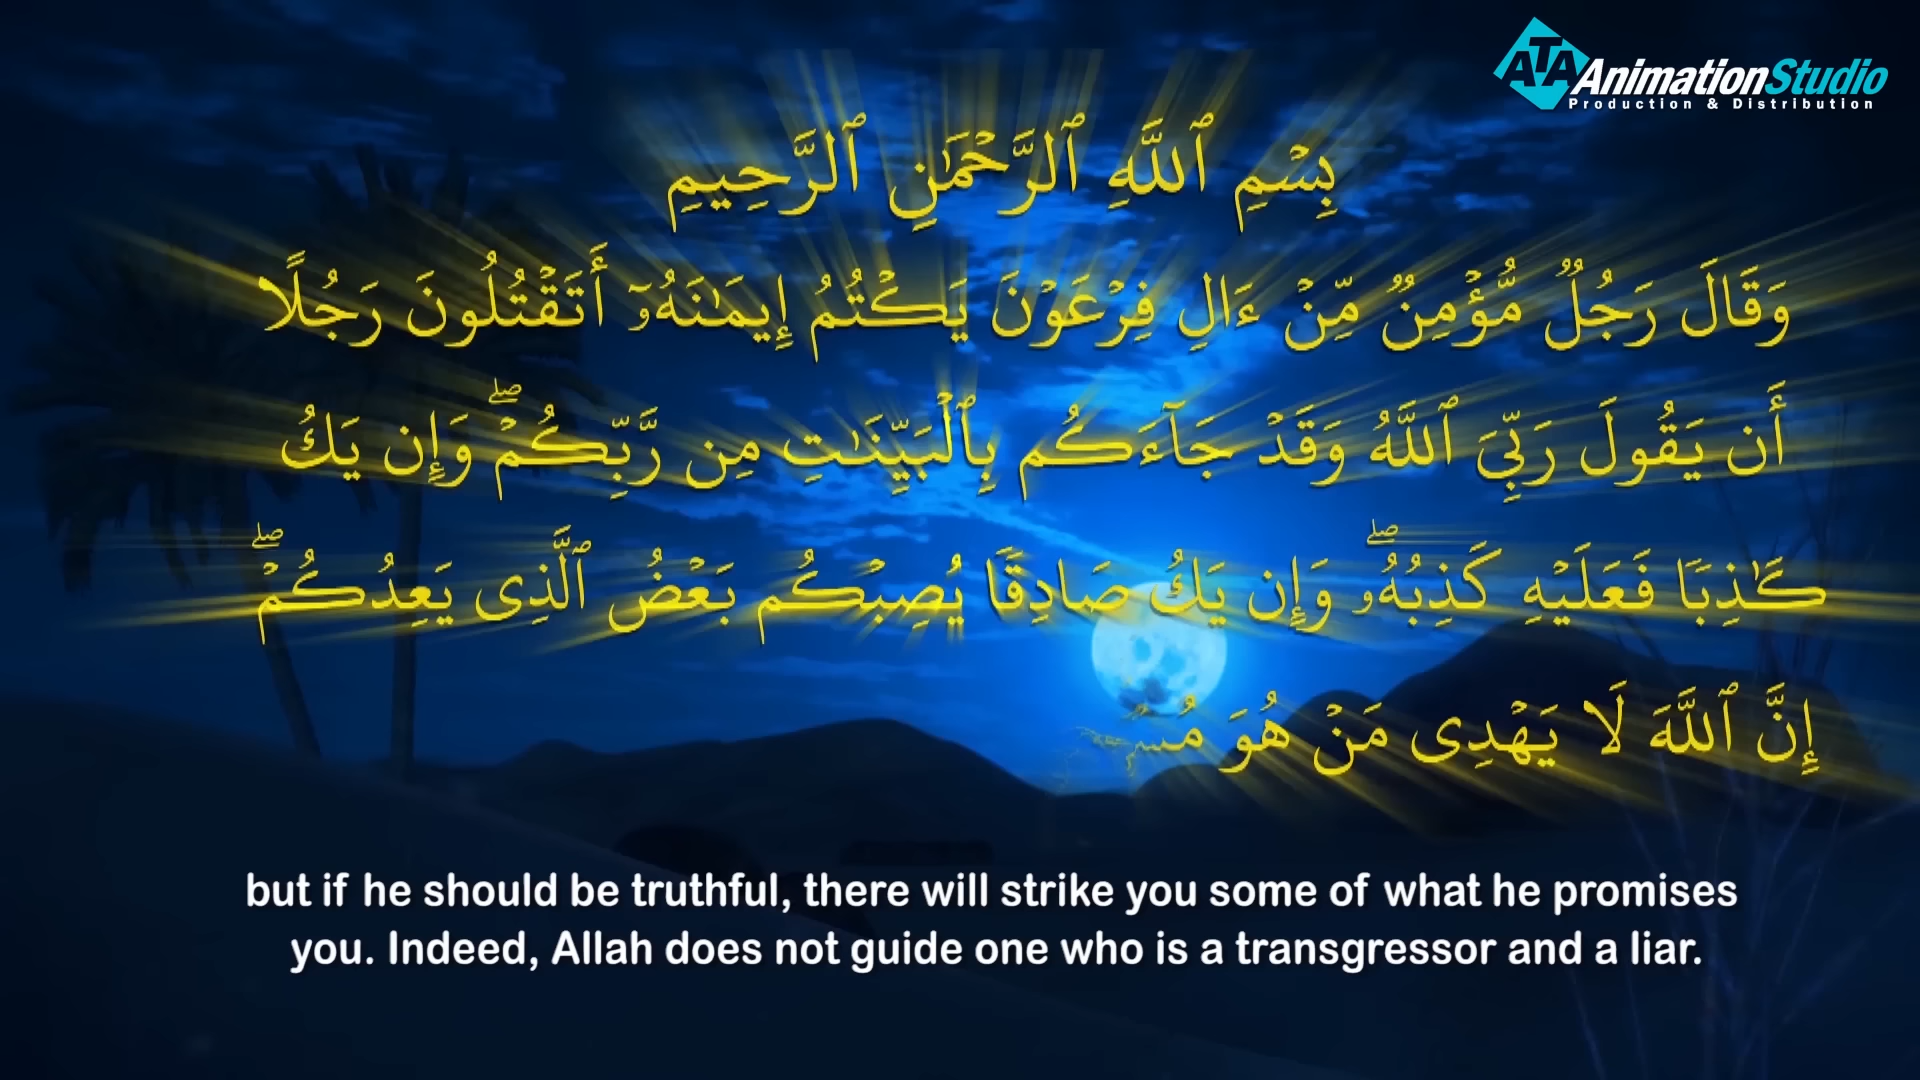 ATA AnimationStudio
Production & Distribution
بِسْمِ ٱللَّهِ ٱلرَّحْمَٰنِ ٱلرَّحِيمِ
وَقَالَ رَجُلٌ مُّؤْمِنٌ مِّنْ ءَالِ فِرْعَوْنَ يَكْتُمُ إِيمَٰنَهُۥٓ أَتَقْتُلُونَ رَجُلًا
أَن يَقُولَ رَبِّىَ ٱللَّهُ وَقَدْ جَآءَكُم بِٱلْبَيِّنَٰتِ مِن رَّبِّكُمْ ۖ وَإِن يَكُ
كَٰذِبًا فَعَلَيْهِ كَذِبُهُۥ ۖ وَإِن يَكُ صَادِقًا يُصِبْكُم بَعْضُ ٱلَّذِى يَعِدُكُمْ ۖ
إِنَّ ٱللَّهَ لَا يَهْدِى مَنْ هُوَ
but if he should be truthful, there will strike you some of what he promises
you. Indeed, Allah does not guide one who is a transgressor and a liar.